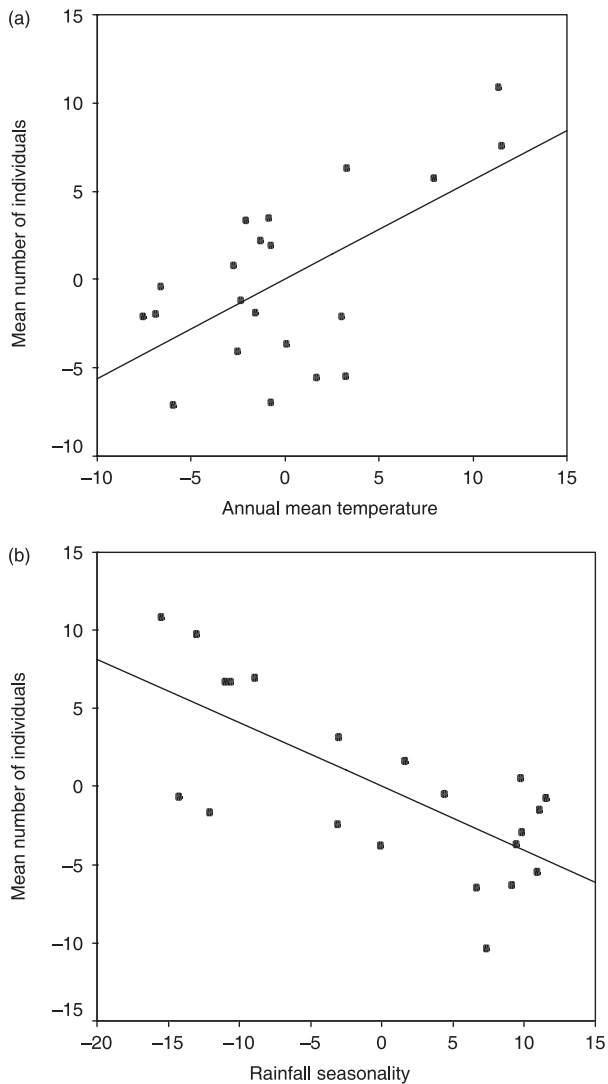 (a)
15
10
5
0
−5
−10
Mean number of individuals
−10 −5 0 5 10 15
Annual mean temperature
(b)
15
10
5
0
−5
−10
−15
Mean number of individuals
−20 −15 −10 −5 0 5 10 15
Rainfall seasonality